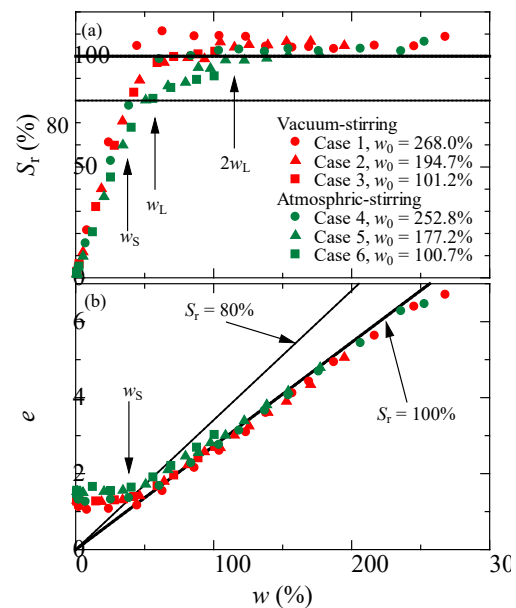 (a)
100
80
50
0
Sr (%)
wS
wL
2wL
Vacuum-stirring
Case 1, w0 = 268.0%
Case 2, w0 = 194.7%
Case 3, w0 = 101.2%
Atmosphric-stirring
Case 4, w0 = 252.8%
Case 5, w0 = 177.2%
Case 6, w0 = 100.7%
(b)
Sr = 80%
6
4
2
0
e
wS
Sr = 100%
0
100
200
30
w (%)